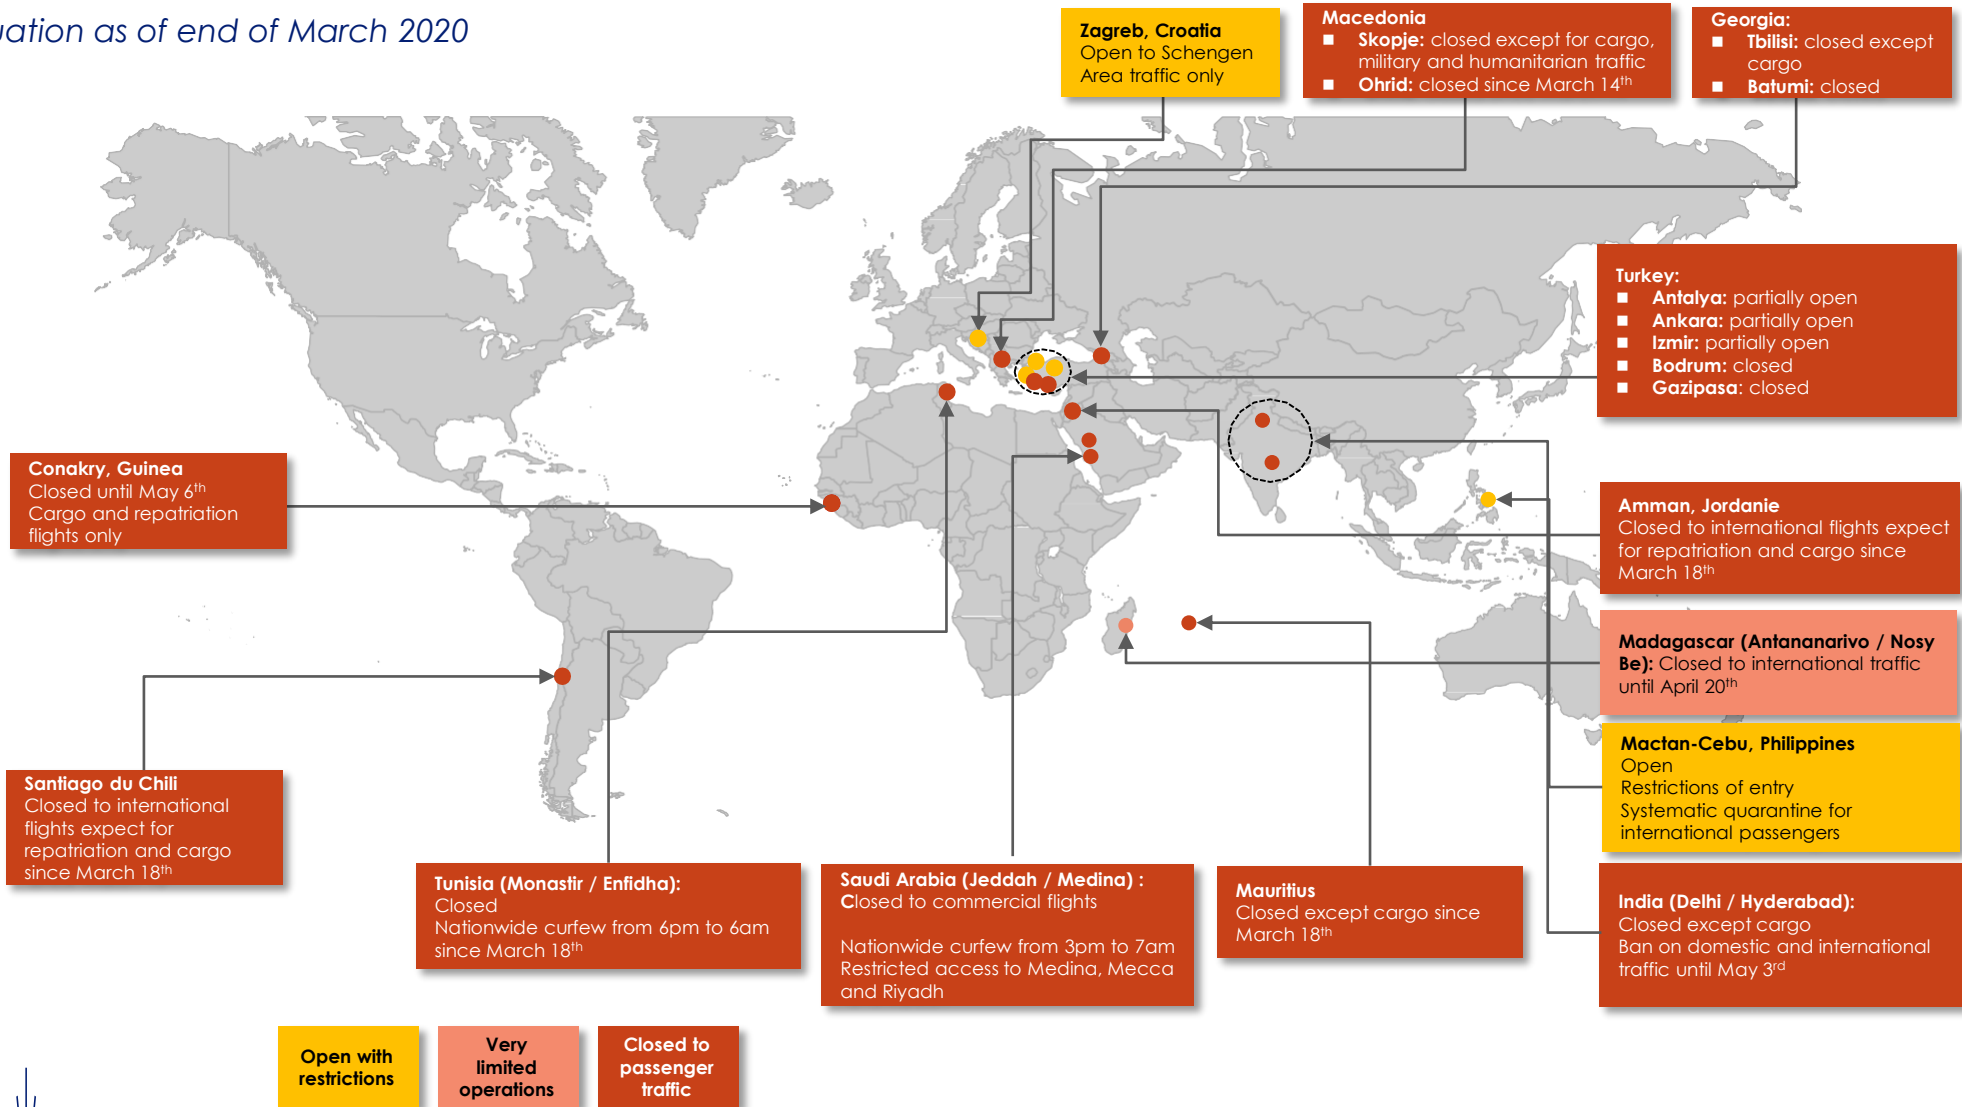 uation as of end of March 2020
Zagreb, Croatia
Open to Schengen
Area traffic only
Macedonia
Skopje: closed except for cargo,
military and humanitarian traffic
Ohrid: closed since March 14th
Georgia:
Tbilisi: closed except
cargo
Batumi: closed
Turkey:
Antalya: partially open
Ankara: partially open
Izmir: partially open
Bodrum: closed
Gazipasa: closed
Conakry, Guinea
Closed until May 6th
Cargo and repatriation
flights only
Amman, Jordanie
Closed to international flights expect
for repatriation and cargo since
March 18th
Madagascar (Antananarivo / Nosy
Be): Closed to international traffic
until April 20th
Mactan-Cebu, Philippines
Open
Restrictions of entry
Systematic quarantine for
international passengers
Santiago du Chili
Closed to international
flights expect for
repatriation and cargo
since March 18th
Tunisia (Monastir / Enfidha):
Closed
Nationwide curfew from 6pm to 6am
since March 18th
Saudi Arabia (Jeddah / Medina) :
Closed to commercial flights
Nationwide curfew from 3pm to 7am
Restricted access to Medina, Mecca
and Riyadh
Mauritius
Closed except cargo since
March 18th
India (Delhi / Hyderabad):
Closed except cargo
Ban on domestic and international
traffic until May 3rd
Open with
restrictions
Very
limited
operations
Closed to
passenger
traffic